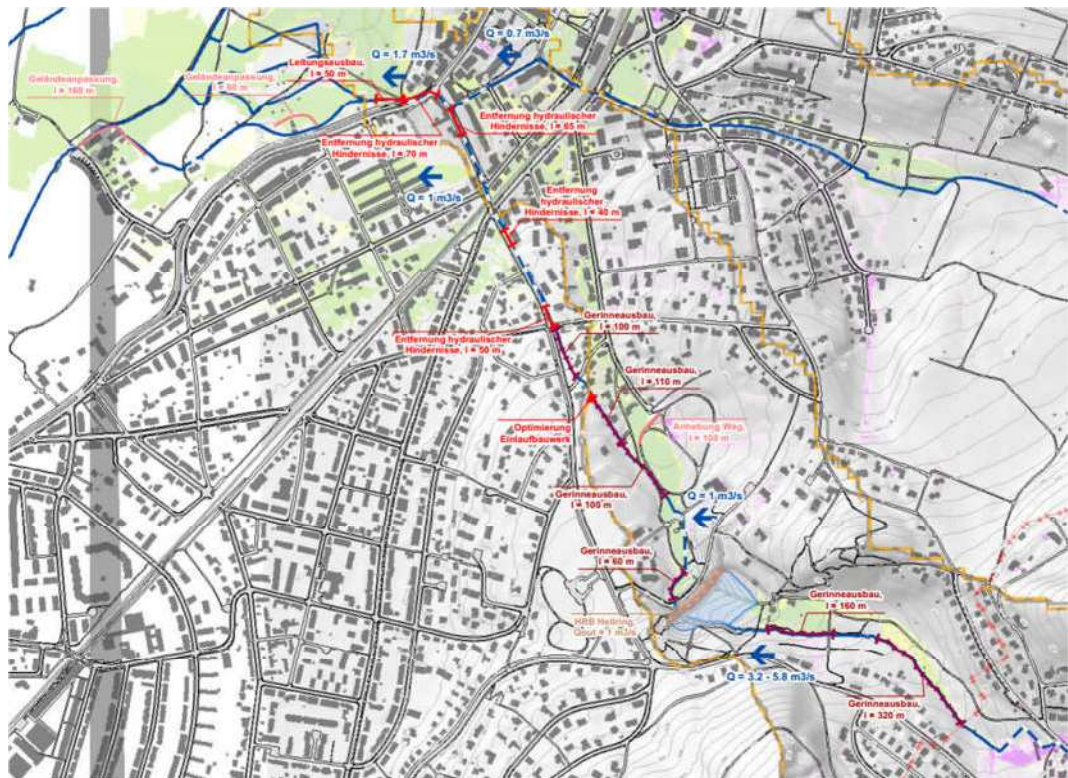 Q = 0.7 m3/s
Q = 1.7 m3/s
Leitungsausbau,
l = 50 m
Geländeanpassung,
l = 60 m
Geländeanpassung,
l = 160 m
Entfernung hydraulischer
Hindernisse, l = 65 m
Entfernung hydraulischer
Hindernisse, l = 70 m
Q = 1 m3/s
Entfernung
hydraulischer
Hindernisse, l = 40 m
Gerinneausbau,
l = 100 m
Entfernung hydraulischer
Hindernisse, l = 50 m
Gerinneausbau,
l = 110 m
Optimierung
Einlaufbauwerk
Anhebung Weg,
l = 100 m
Gerinneausbau,
l = 100 m
Q = 1 m3/s
Gerinneausbau,
l = 60 m
Gerinneausbau,
l = 160 m
HRB Hellring,
Qout = 1 m3/s
Q = 3.2 - 5.8 m3/s
Gerinneausbau,
l = 320 m